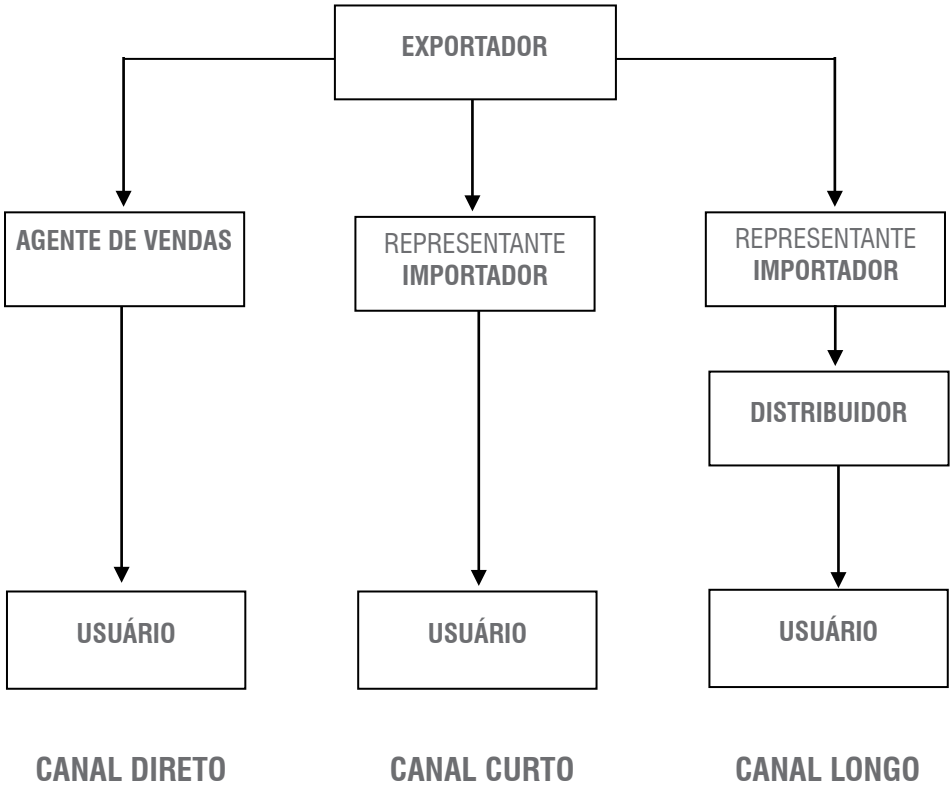 EXPORTADOR
AGENTE DE VENDAS
REPRESENTANTE
IMPORTADOR
REPRESENTANTE
IMPORTADOR
DISTRIBUIDOR
USUÁRIO
USUÁRIO
USUÁRIO
CANAL DIRETO
CANAL CURTO
CANAL LONGO